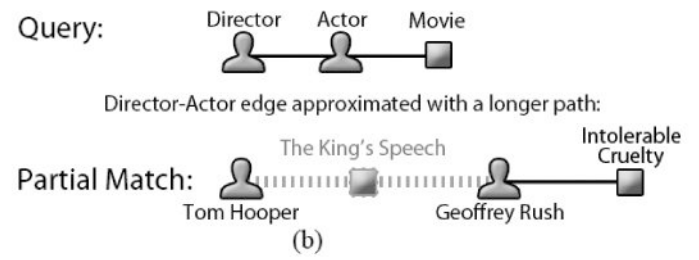 Query:
Director Actor Movie
Director-Actor edge approximated with a longer path:
Partial Match:
The King's Speech
Intolerable
Cruelty
Tom Hooper
Geoffrey Rush
(b)